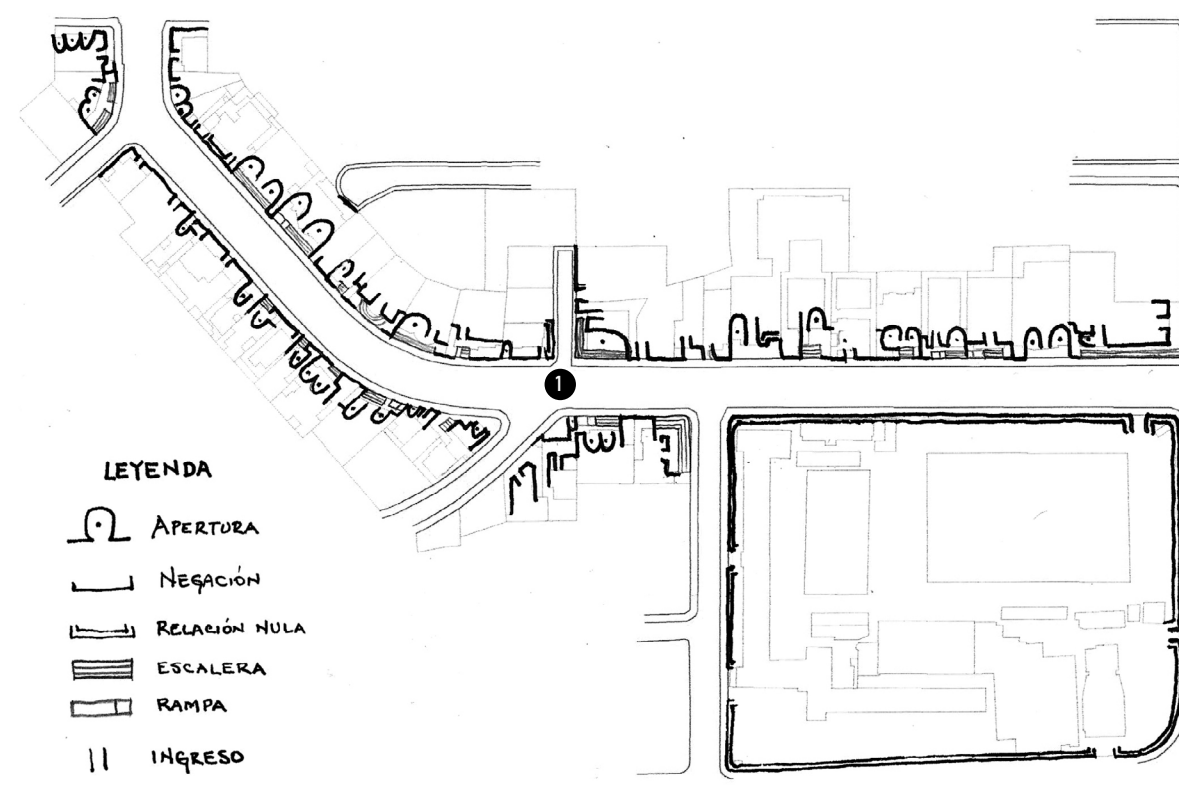 1
LEYENDA
APERTURA
NEGACIÓN
RELACIÓN NULA
ESCALERA
RAMPA
INGRESO